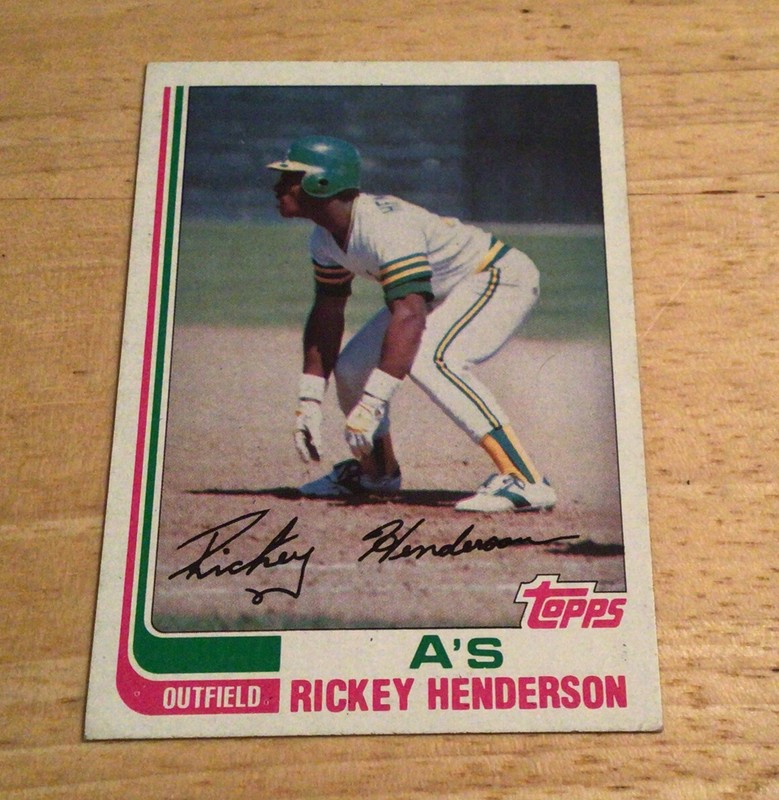 Rickey Henderson
Topps
A'S
OUTFIELD
RICKEY HENDERSON